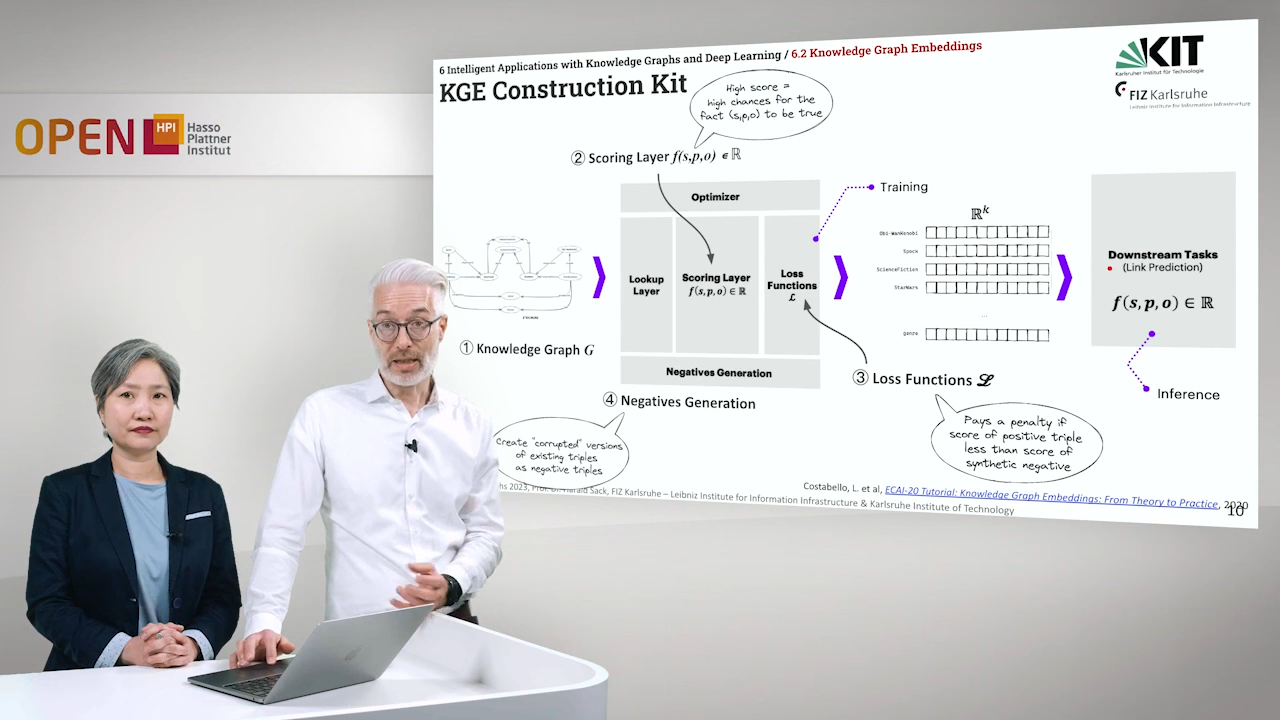 OPEN HPI Hasso
Plattner
Institut
6 Intelligent Applications with Knowledge Graphs and Deep Learning / 6.2 Knowledge Graph Embeddings
KGE Construction Kit
KIT
Karlsruher Institut für Technologie
FIZ Karlsruhe
Leibniz Institute for Information Infrastructure
High score =
high chances for the
fact (s,p,o) to be true
② Scoring Layer f(s,p,o) ∈ ℝ
Optimizer
Lookup
Layer
Scoring Layer
f(s,p,o) ∈ ℝ
Loss
Functions
ℒ
Negatives Generation
① Knowledge Graph G
④ Negatives Generation
Create "corrupted" versions
of existing triples
as negative triples
Training
ℝᵏ
Obi-WanKenobi
Spock
ScienceFiction
StarWars
...
genre
③ Loss Functions ℒ
Pays a penalty if
score of positive triple
less than score of
synthetic negative
Downstream Tasks
(Link Prediction)
f(s,p,o) ∈ ℝ
Inference
Costabello, L. et al, ECAI-20 Tutorial: Knowledge Graph Embeddings: From Theory to Practice, 2020
2023, Prof. Dr. Harald Sack, FIZ Karlsruhe – Leibniz Institute for Information Infrastructure & Karlsruhe Institute of Technology
10